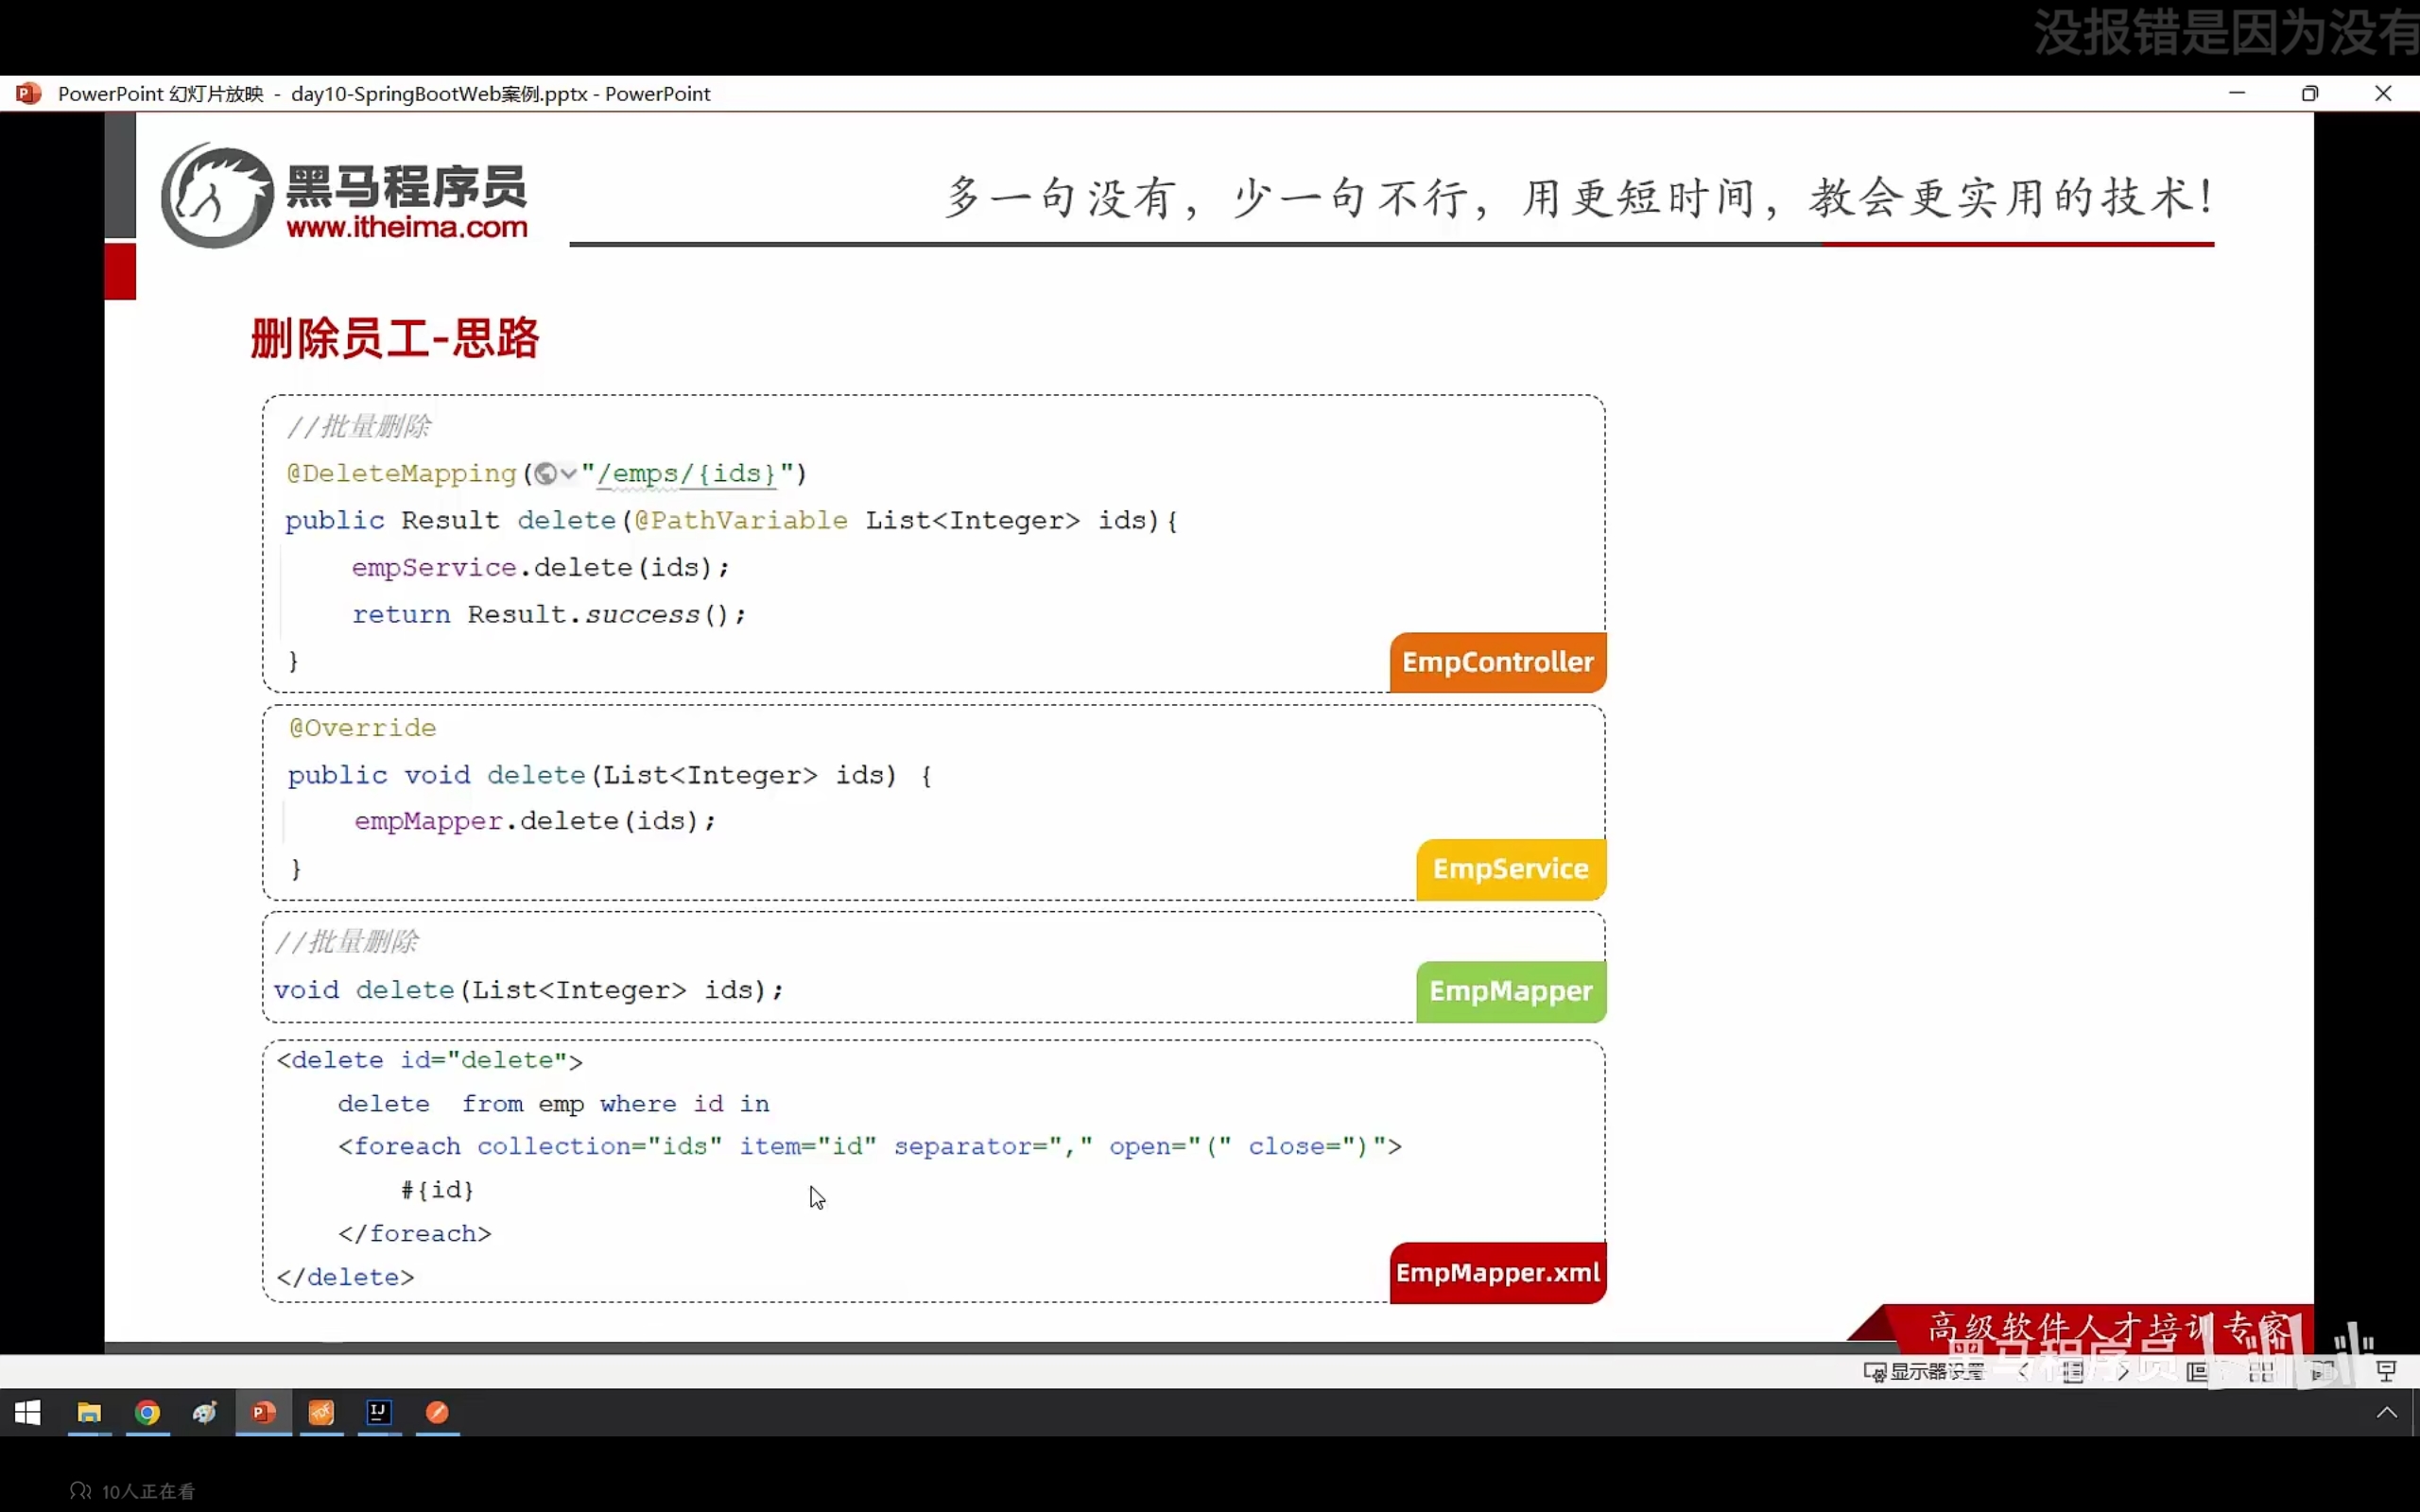 没报错是因为没有
PowerPoint 幻灯片放映 - day10-SpringBootWeb案例.pptx - PowerPoint
黑马程序员
www.itheima.com
多一句没有，少一句不行，用更短时间，教会更实用的技术！
删除员工-思路
//批量删除
@DeleteMapping("/emps/{ids}")
public Result delete(@PathVariable List<Integer> ids){
empService.delete(ids);
return Result.success();
}
EmpController
@Override
public void delete(List<Integer> ids) {
empMapper.delete(ids);
}
EmpService
//批量删除
void delete(List<Integer> ids);
EmpMapper
<delete id="delete">
delete  from emp where id in
<foreach collection="ids" item="id" separator="," open="(" close=")">
#{id}
</foreach>
</delete>
EmpMapper.xml
高级软件人才培训专家
黑马程序员
显示器设置
10人正在看